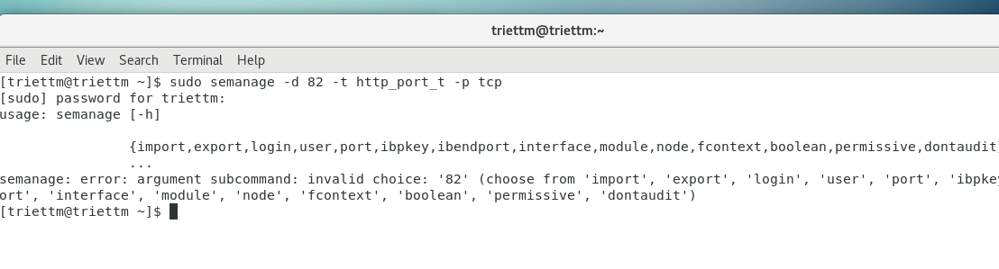 triettm@triettm:~
File Edit View Search Terminal Help
[triettm@triettm ~]$ sudo semanage -d 82 -t http_port_t -p tcp
[sudo] password for triettm:
usage: semanage [-h]
{import,export,login,user,port,ibpkey,ibendport,interface,module,node,fcontext,boolean,permissive,dontaudit}
...
semanage: error: argument subcommand: invalid choice: '82' (choose from 'import', 'export', 'login', 'user', 'port', 'ibpkey
ort', 'interface', 'module', 'node', 'fcontext', 'boolean', 'permissive', 'dontaudit')
[triettm@triettm ~]$